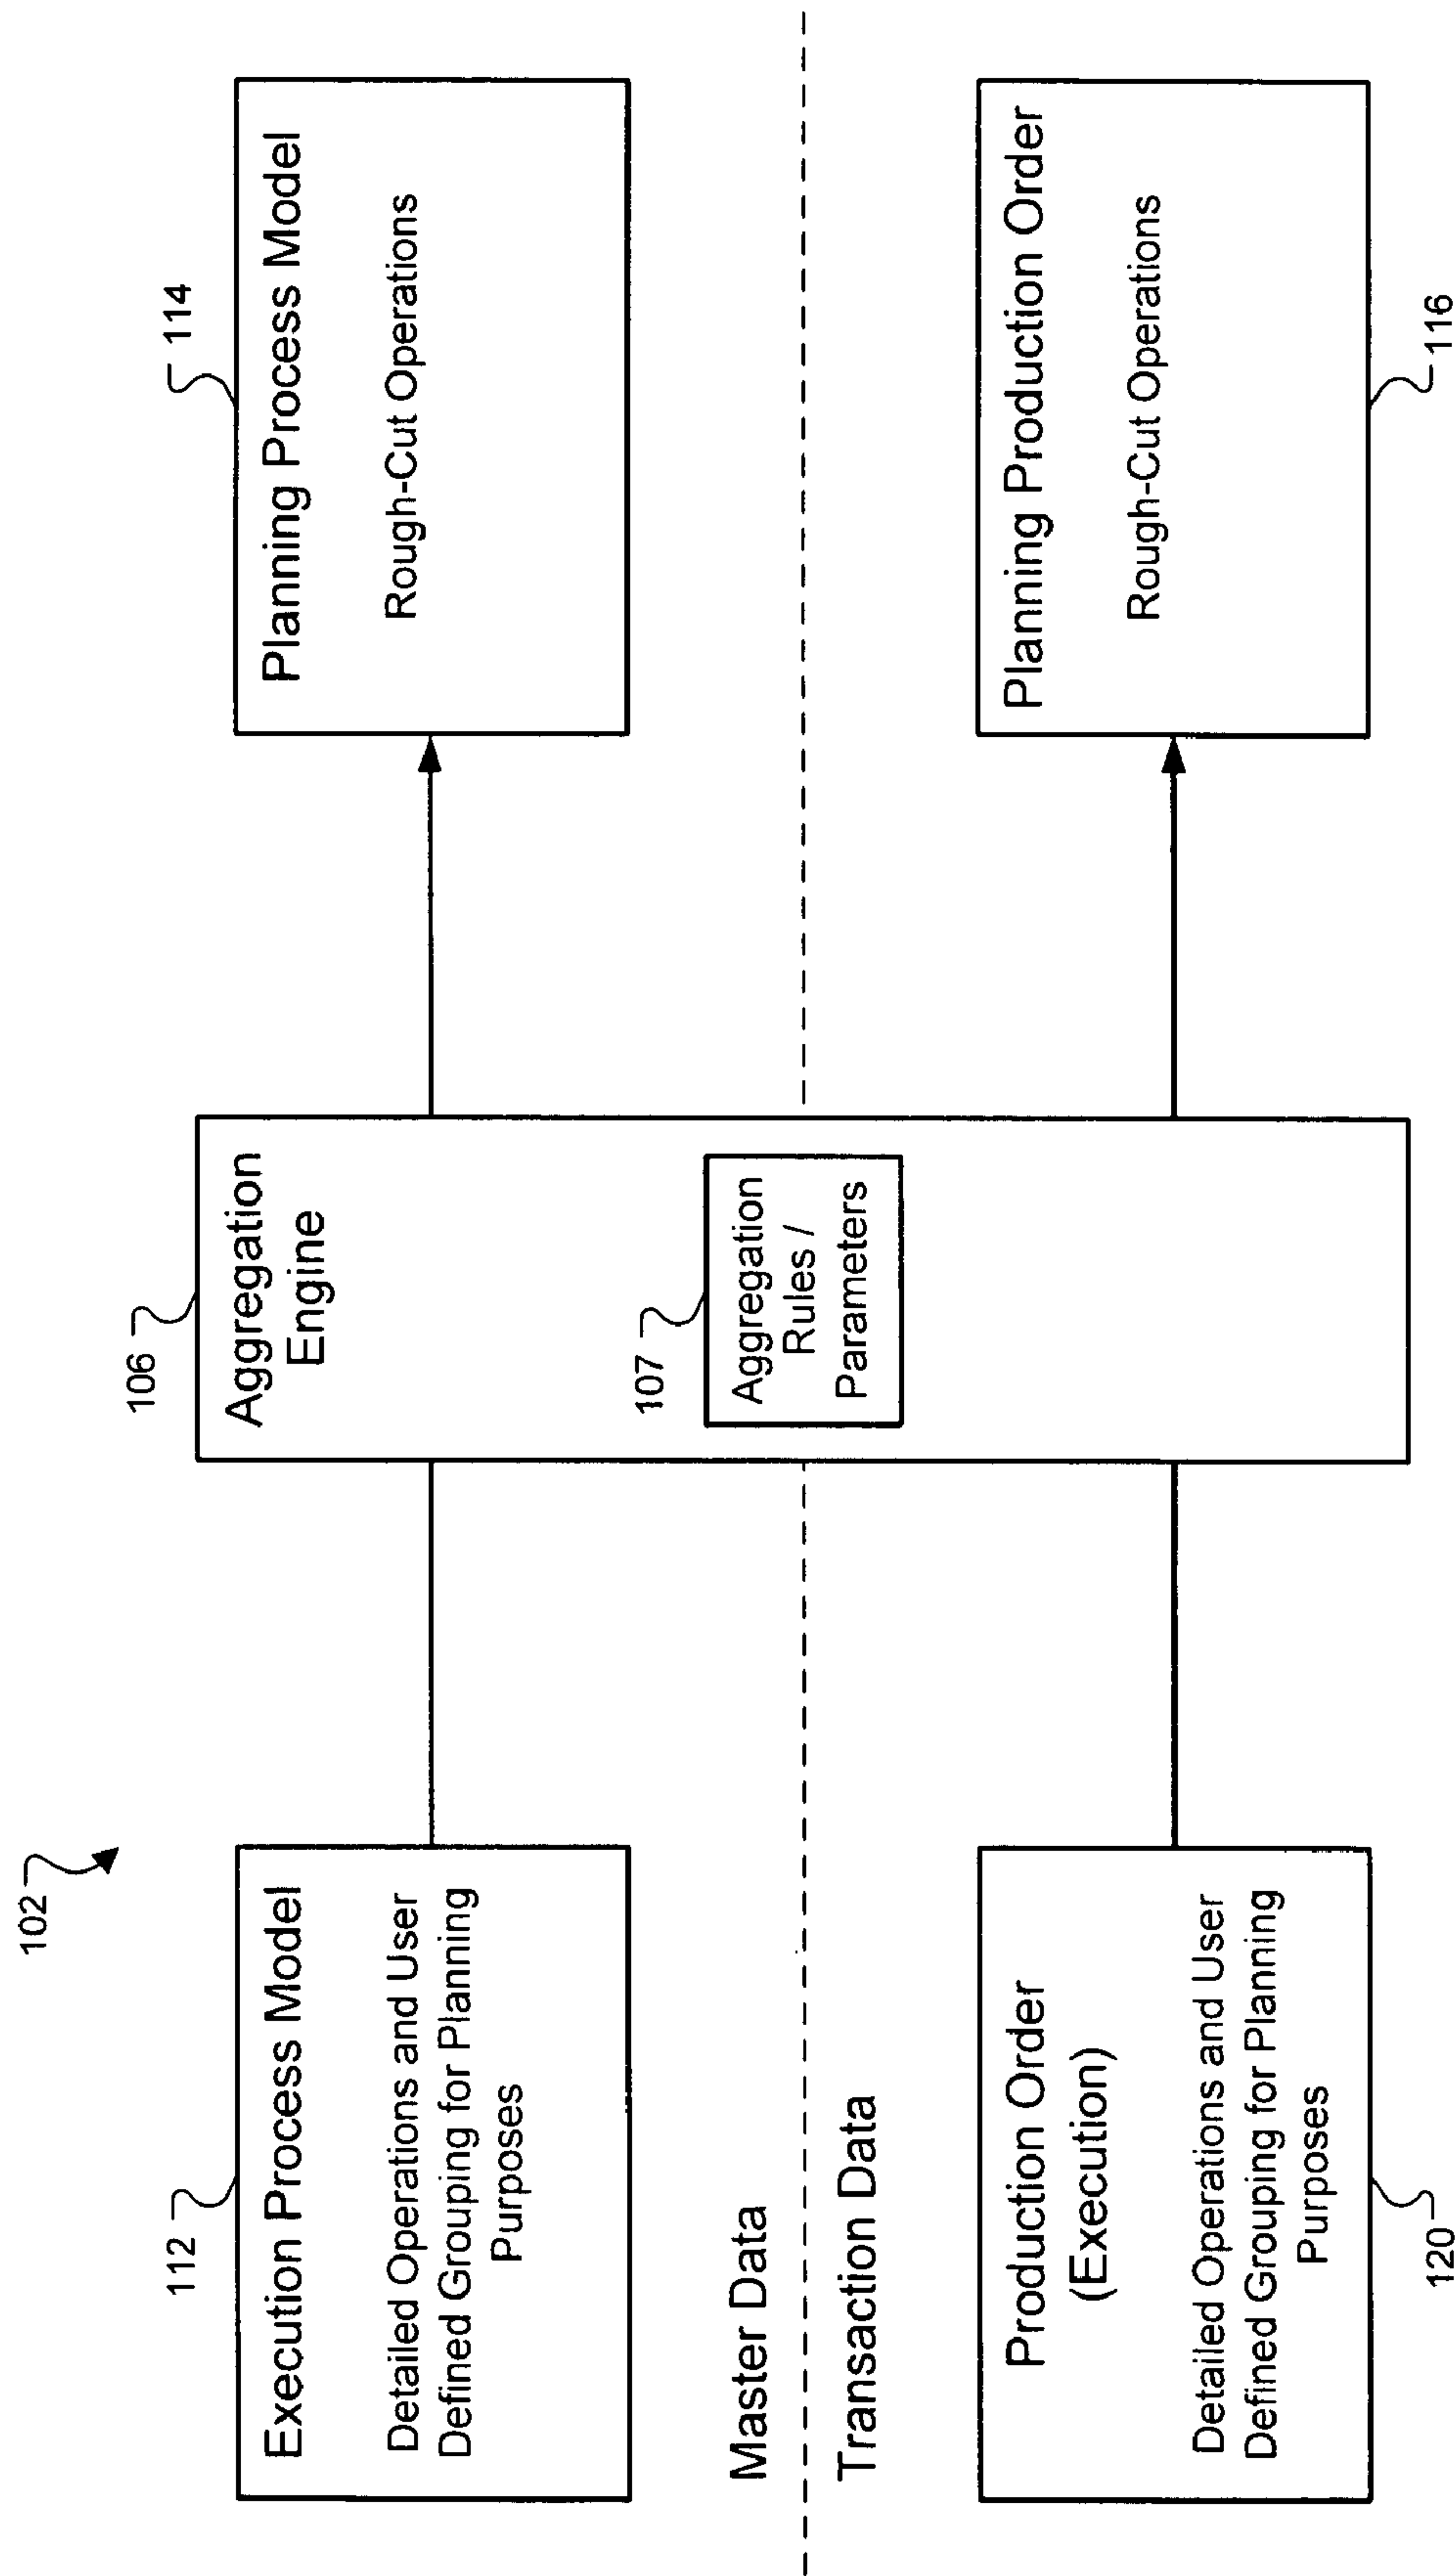 102
112
Execution Process Model
Detailed Operations and User
Defined Grouping for Planning
Purposes
106
Aggregation
Engine
114
Planning Process Model
Rough-Cut Operations
Master Data
107
Aggregation
Rules /
Parameters
Transaction Data
Production Order
(Execution)
Detailed Operations and User
Defined Grouping for Planning
Purposes
120
Planning Production Order
Rough-Cut Operations
116